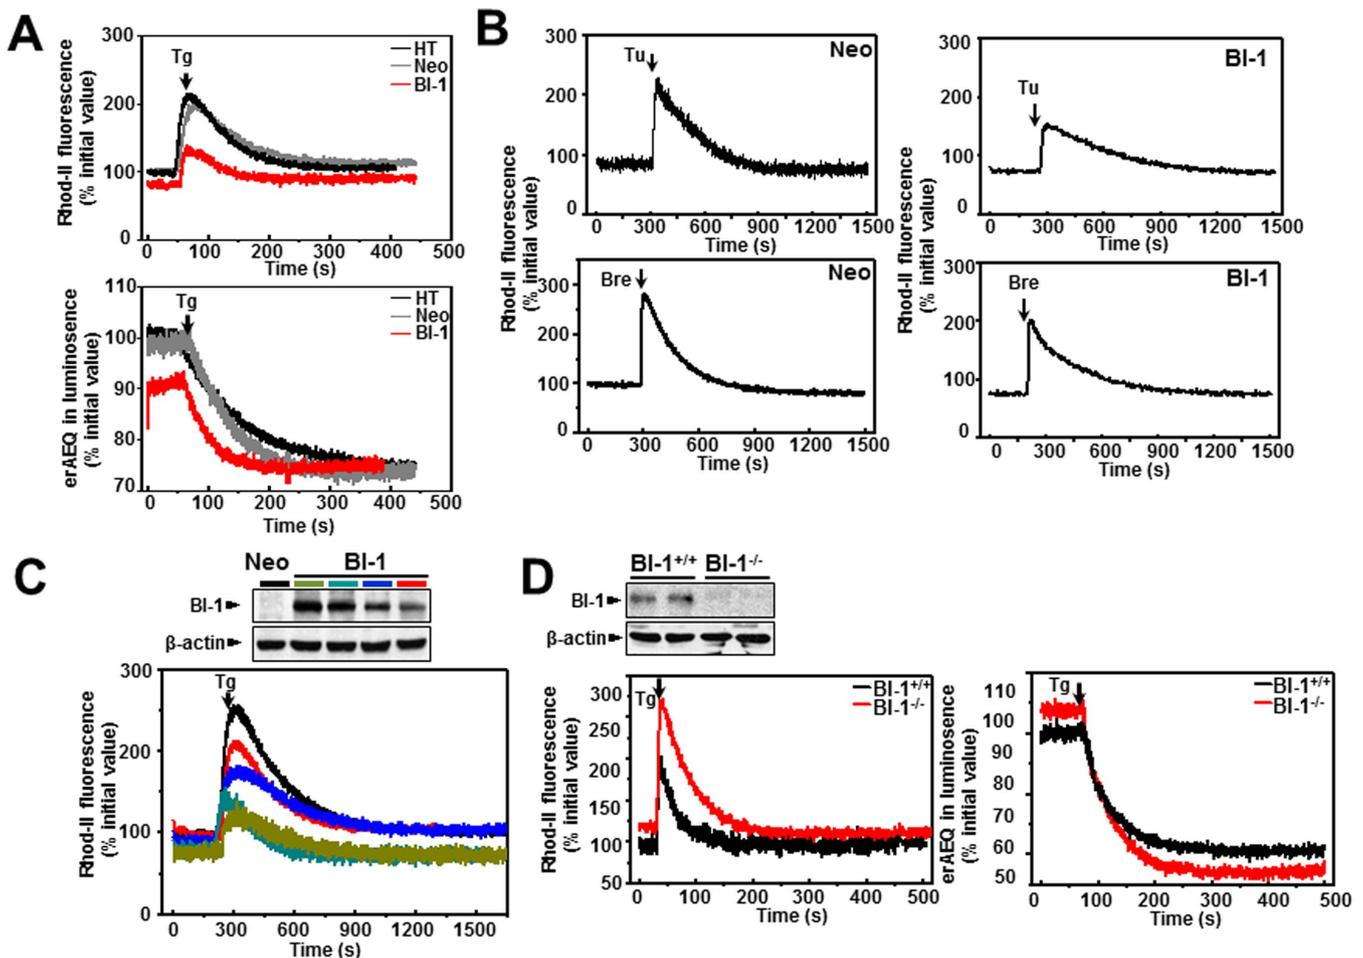 A
Rhod-II fluorescence
(% initial value)
300
200
100
0
Tg
HT
Neo
BI-1
0 100 200 300 400 500
Time (s)
erAEQ in luminosence
(% initial value)
110
100
90
80
70
Tg
HT
Neo
BI-1
0 100 200 300 400 500
Time (s)
B
Rhod-II fluorescence
(% initial value)
300
200
100
0
Tu
Neo
0 300 600 900 1200 1500
Time (s)
Rhod-II fluorescence
(% initial value)
300
200
100
0
Tu
BI-1
0 300 600 900 1200 1500
Time (s)
300
200
100
0
Bre
Neo
0 300 600 900 1200 1500
Time (s)
300
200
100
0
Bre
BI-1
0 300 600 900 1200 1500
Time (s)
C
Neo BI-1
BI-1
β-actin
Rhod-II fluorescence
(% initial value)
300
200
100
0
Tg
0 300 600 900 1200 1500
Time (s)
D
BI-1+/+ BI-1-/-
BI-1
β-actin
Rhod-II fluorescence
(% initial value)
300
250
200
150
100
50
Tg
BI-1+/+
BI-1-/-
0 100 200 300 400 500
Time (s)
erAEQ in luminosence
(% initial value)
110
100
90
80
70
60
50
Tg
BI-1+/+
BI-1-/-
0 100 200 300 400 500
Time (s)